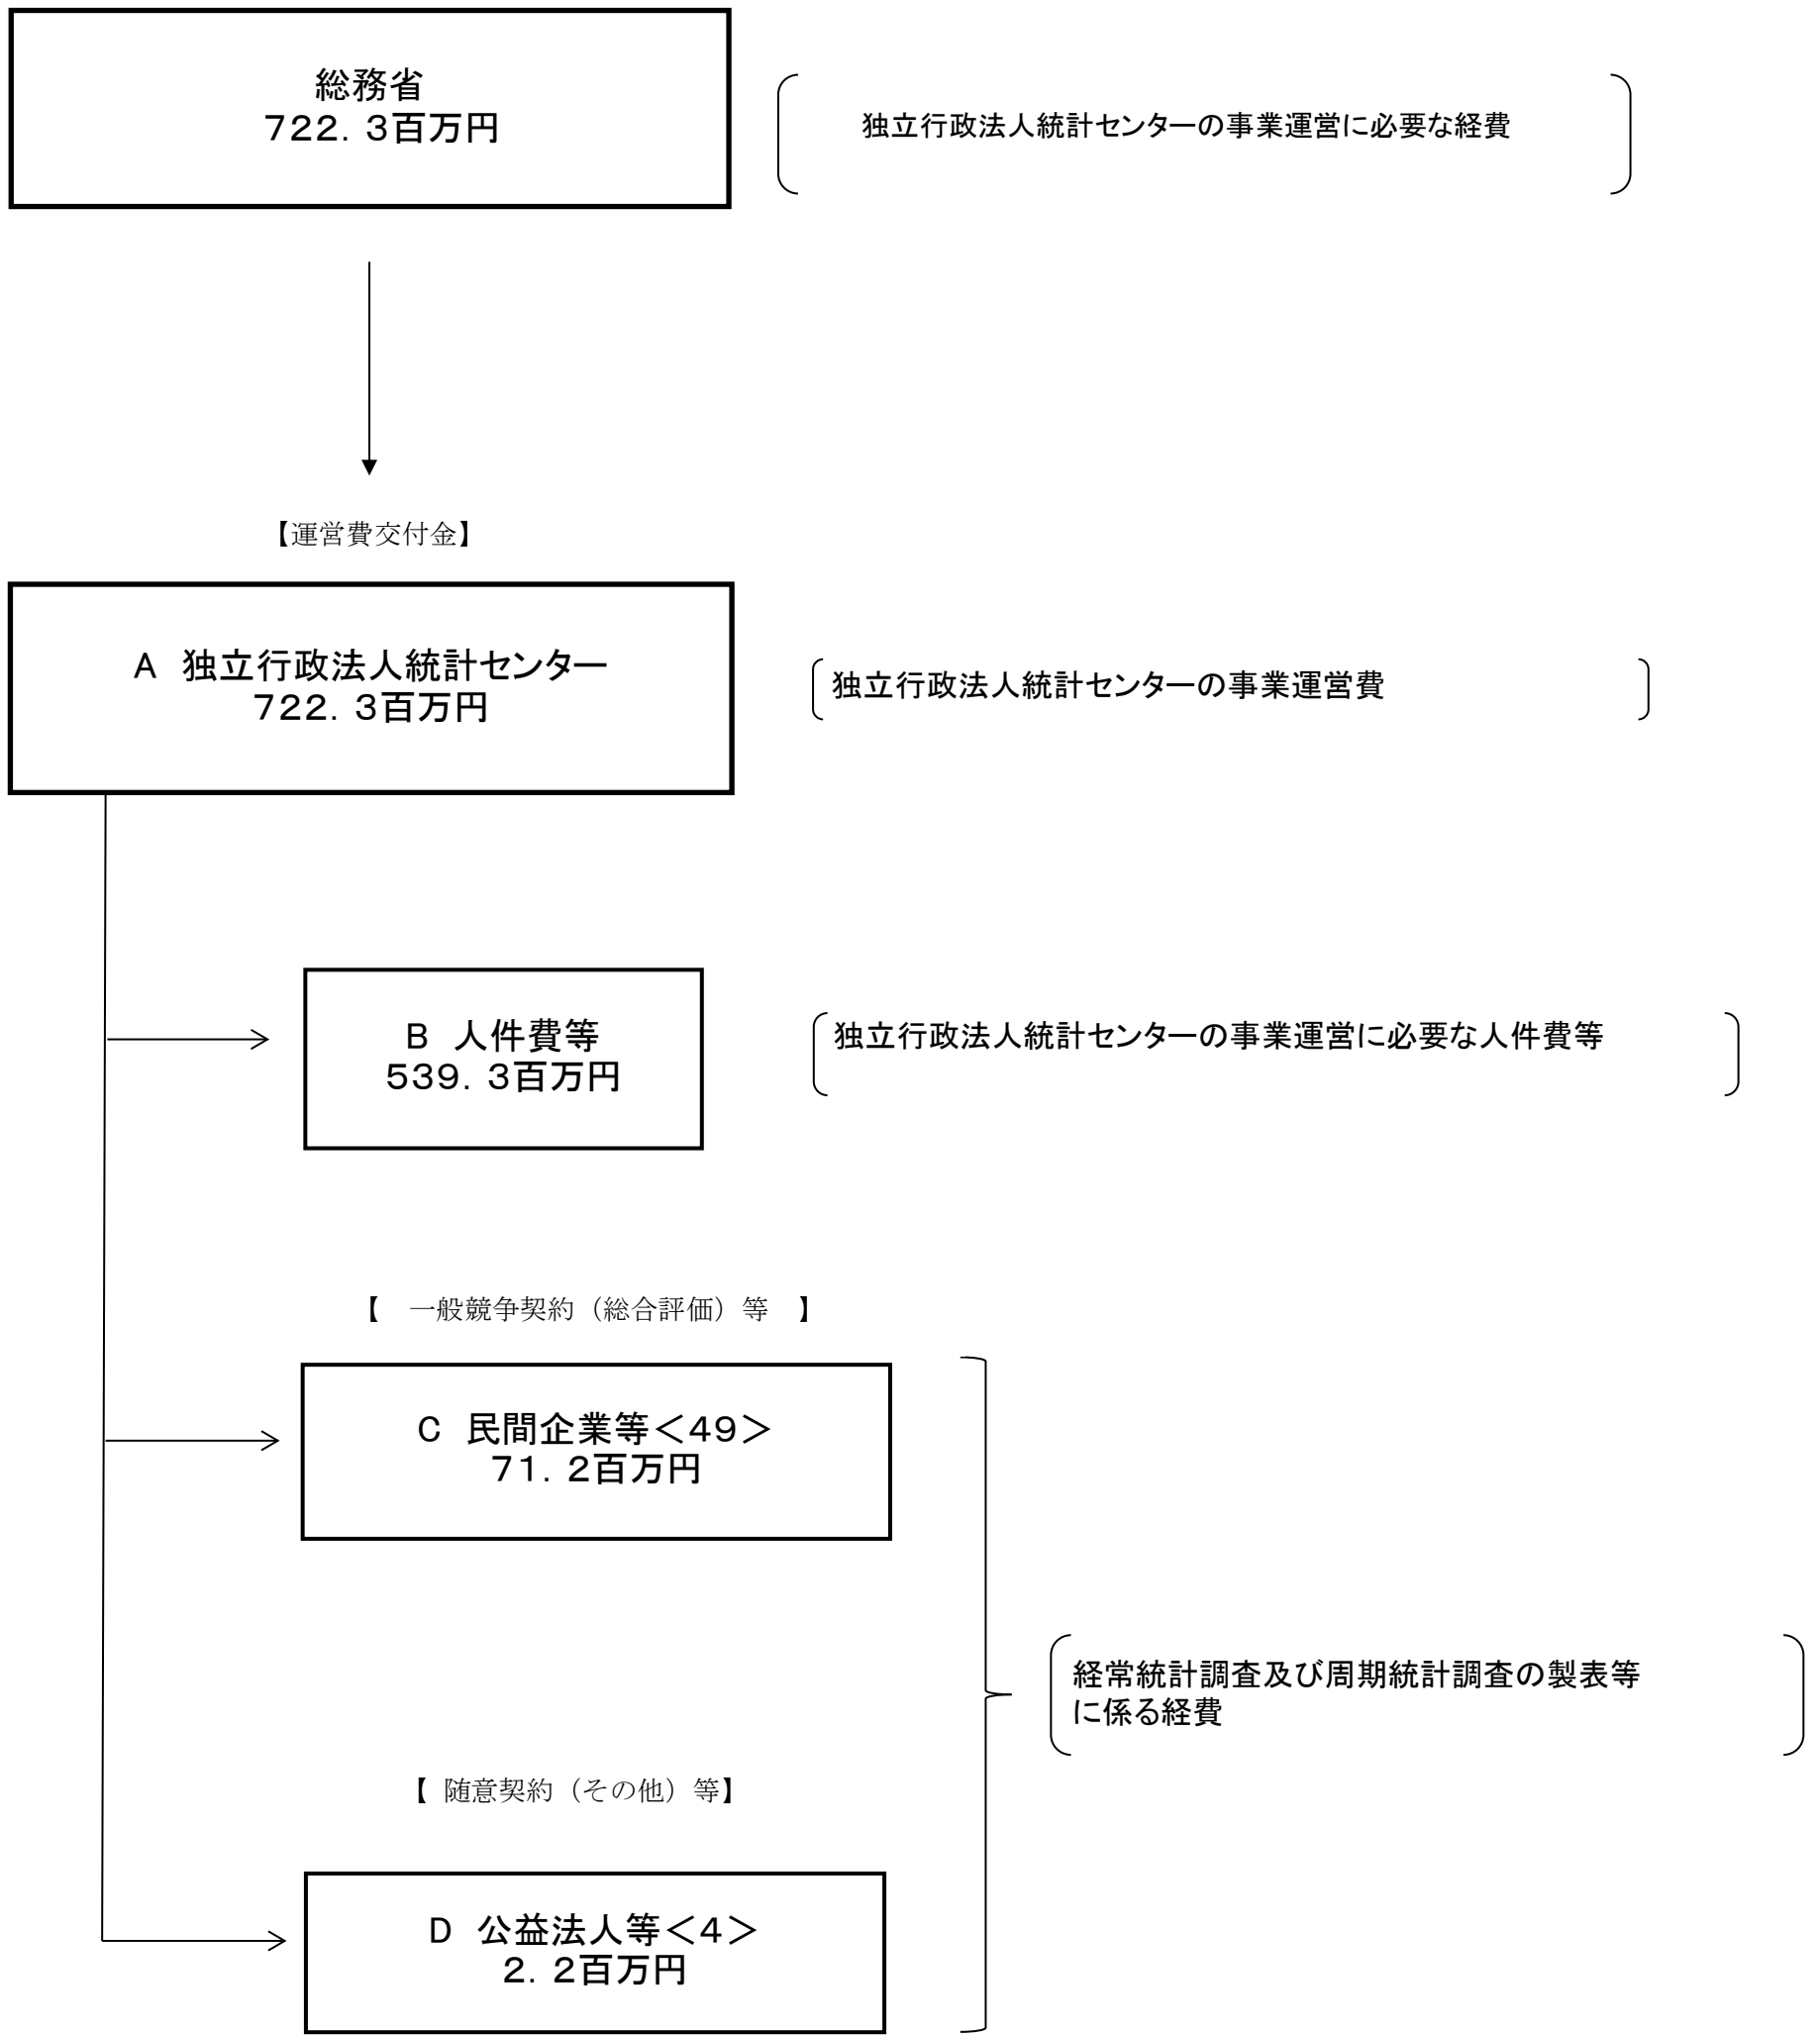 総務省
722．3百万円
独立行政法人統計センターの事業運営に必要な経費
【運営費交付金】
A　独立行政法人統計センター
722．3百万円
独立行政法人統計センターの事業運営費
B　人件費等
539．3百万円
独立行政法人統計センターの事業運営に必要な人件費等
【　一般競争契約（総合評価）等　】
C　民間企業等＜49＞
71．2百万円
経常統計調査及び周期統計調査の製表等
に係る経費
【 随意契約（その他）等】
D　公益法人等＜4＞
2．2百万円